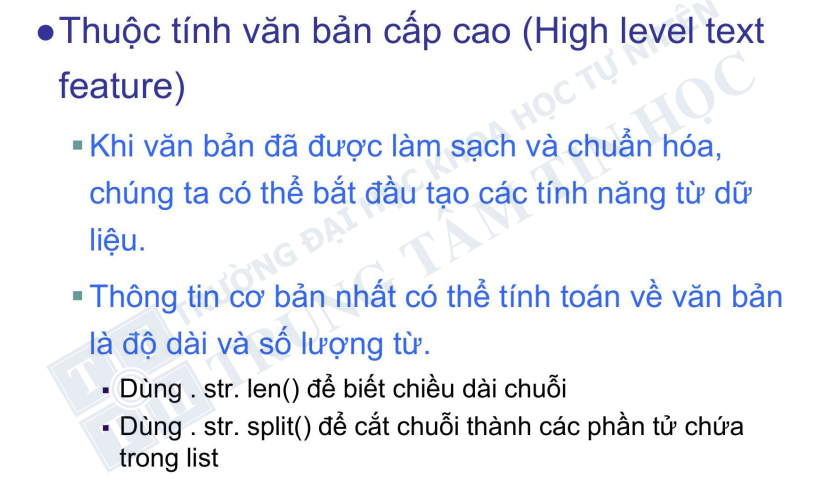 ●Thuộc tính văn bản cấp cao (High level text
feature)
▪Khi văn bản đã được làm sạch và chuẩn hóa,
chúng ta có thể bắt đầu tạo các tính năng từ dữ
liệu.
▪Thông tin cơ bản nhất có thể tính toán về văn bản
là độ dài và số lượng từ.
▪ Dùng . str. len() để biết chiều dài chuỗi
▪ Dùng . str. split() để cắt chuỗi thành các phần tử chứa
trong list
TRƯỜNG ĐẠI HỌC KHOA HỌC TỰ NHIÊN
TRUNG TÂM TIN HỌC